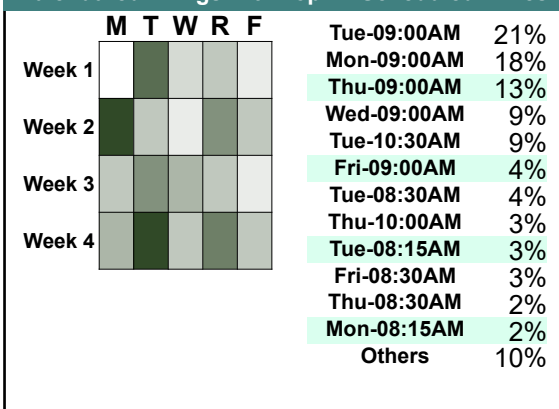 M T W R F
Week 1
Week 2
Week 3
Week 4
Tue-09:00AM 21%
Mon-09:00AM 18%
Thu-09:00AM 13%
Wed-09:00AM 9%
Tue-10:30AM 9%
Fri-09:00AM 4%
Tue-08:30AM 4%
Thu-10:00AM 3%
Tue-08:15AM 3%
Fri-08:30AM 3%
Thu-08:30AM 2%
Mon-08:15AM 2%
Others 10%